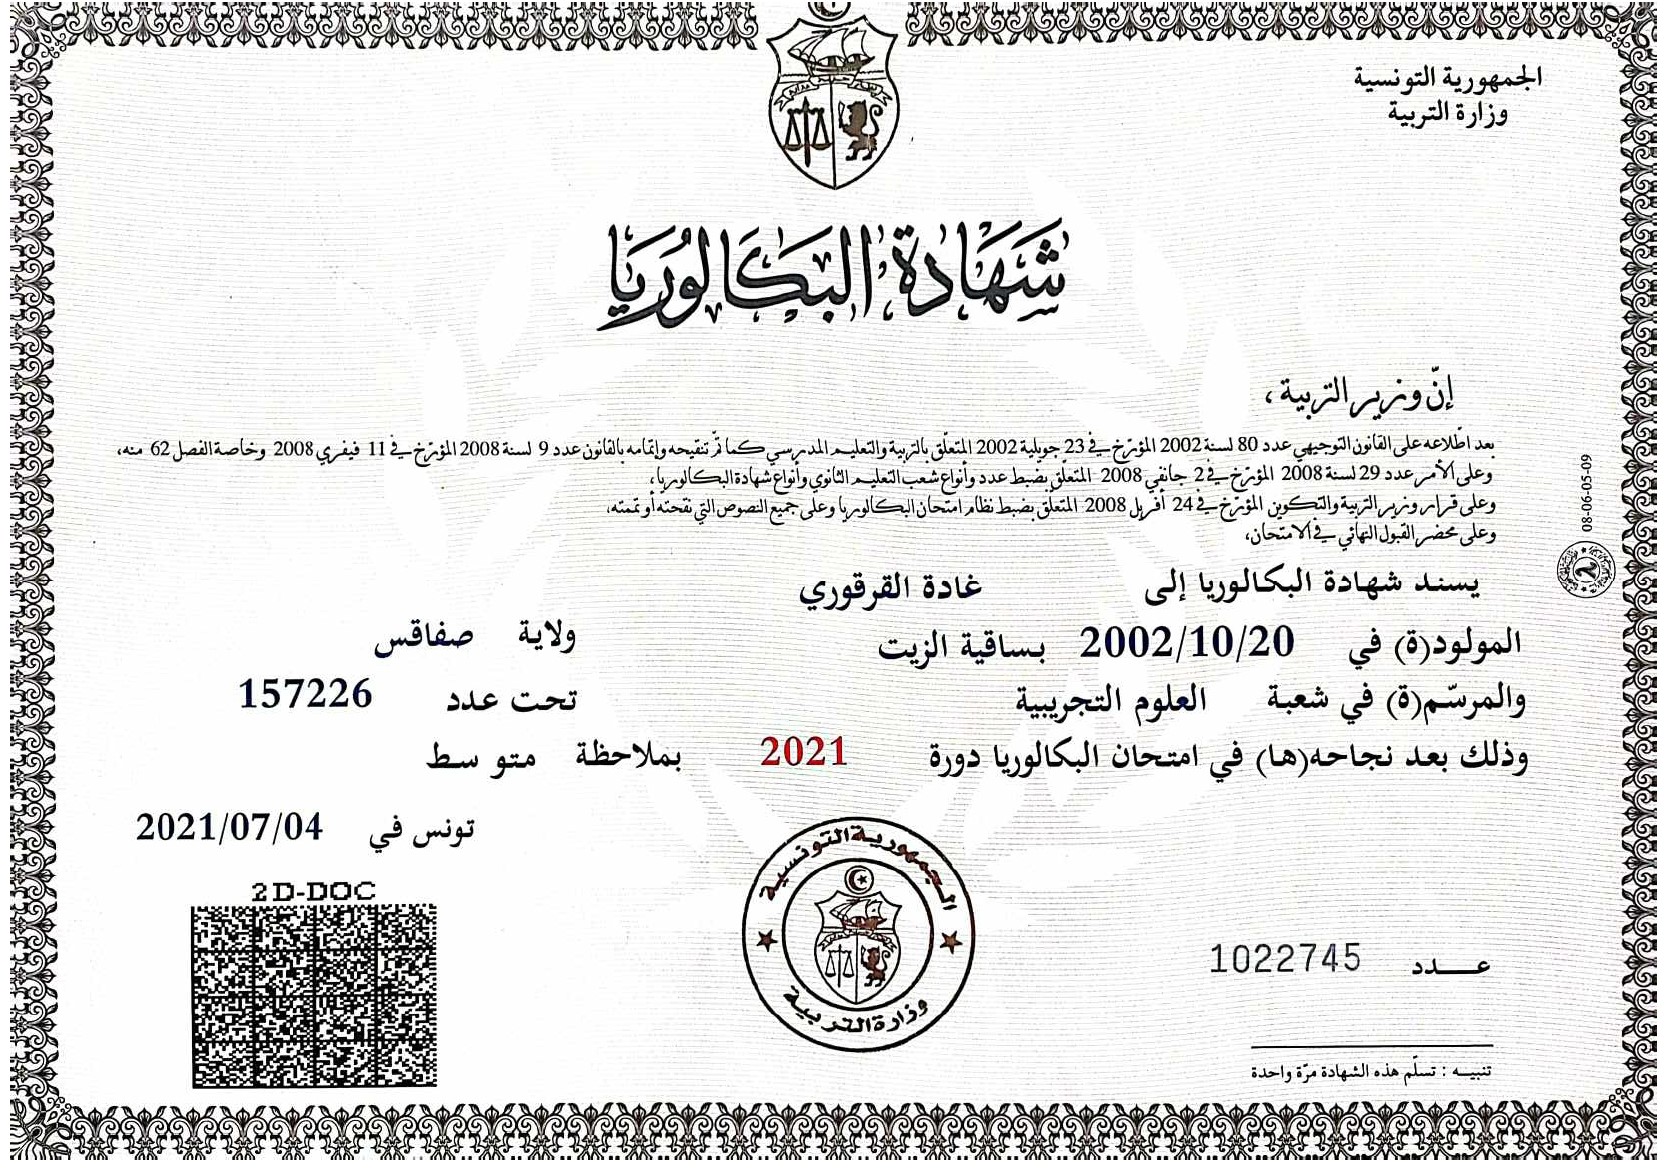 الجمهورية التونسية
وزارة التربية
شَهَادَةُ البَكَالُورِيَا
إنّ وزير التربية،
بعد اطّلاعه على القانون التوجيهي عدد 80 لسنة 2002 المؤرّخ في 23 جويلية 2002 المتعلّق بالتربية والتعليم المدرسي كما تمّ تنقيحه وإتمامه بالقانون عدد 9 لسنة 2008 المؤرّخ في 11 فيفري 2008 وخاصة الفصل 62 منه،
وعلى الأمر عدد 29 لسنة 2008 المؤرّخ في 2 جانفي 2008 المتعلّق بضبط عدد وأنواع شعب التعليم الثانوي وأنواع شهادة البكالوريا،
وعلى قرار وزير التربية والتكوين المؤرّخ في 24 أفريل 2008 المتعلّق بضبط نظام امتحان البكالوريا وعلى جميع النصوص التي نقحته أو تممته،
وعلى محضر القبول النهائي في الامتحان،
يسند شهادة البكالوريا إلى غادة القرقوري
المولود(ة) في 2002/10/20 بساقية الزيت ولاية صفاقس
والمرسّم(ة) في شعبة العلوم التجريبية تحت عدد 157226
وذلك بعد نجاحه(ها) في امتحان البكالوريا دورة 2021 بملاحظة متوسط
تونس في 2021/07/04
2D-DOC
الجمهورية التونسية
وزارة التربية
عــدد 1022745
تنبيــه : تسلّم هذه الشهادة مرّة واحدة
08-06-05-09